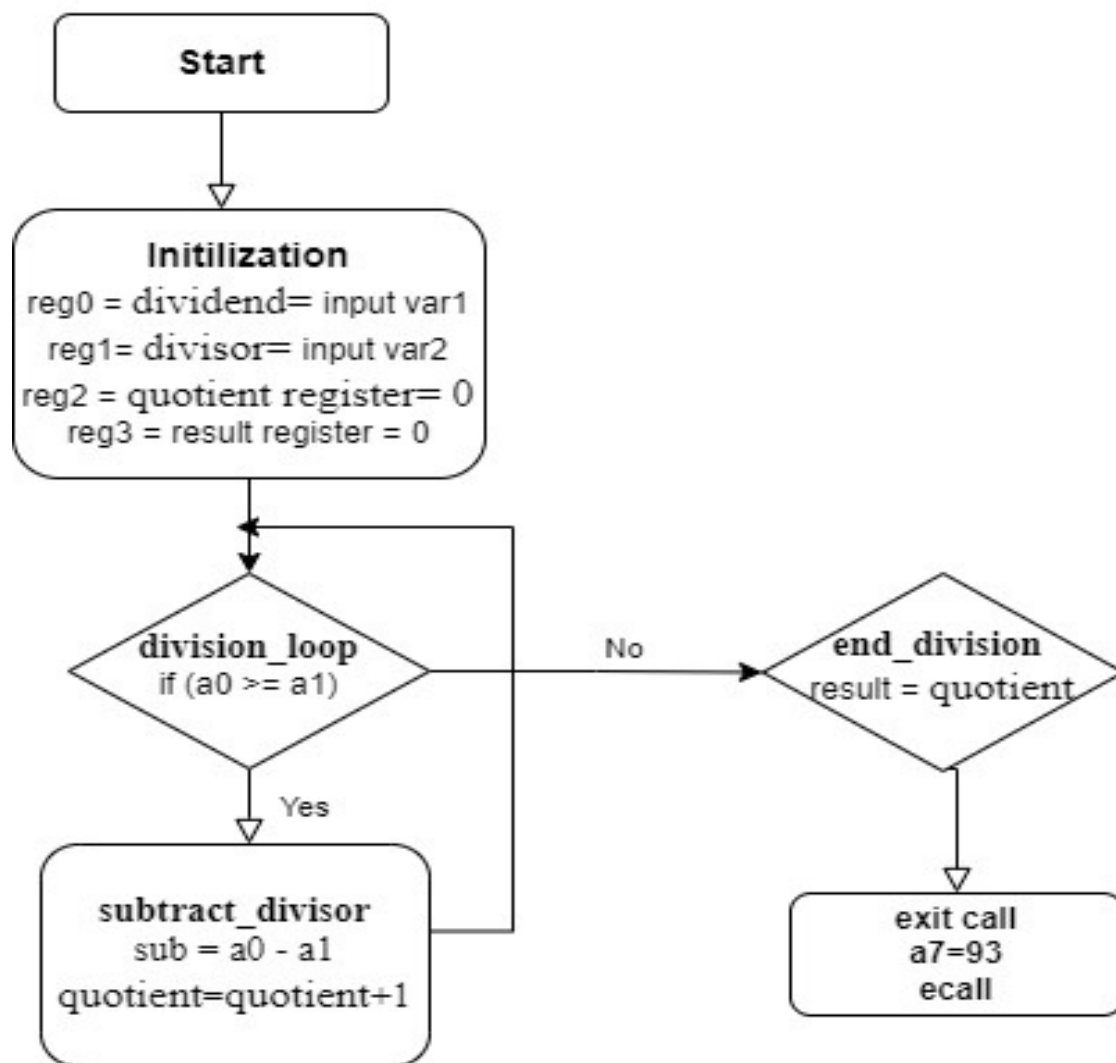 Start
Initilization
reg0 = dividend= input var1
reg1= divisor= input var2
reg2 = quotient register= 0
reg3 = result register = 0
division_loop
if (a0 >= a1)
No
end_division
result = quotient
Yes
subtract_divisor
sub = a0 - a1
quotient=quotient+1
exit call
a7=93
ecall